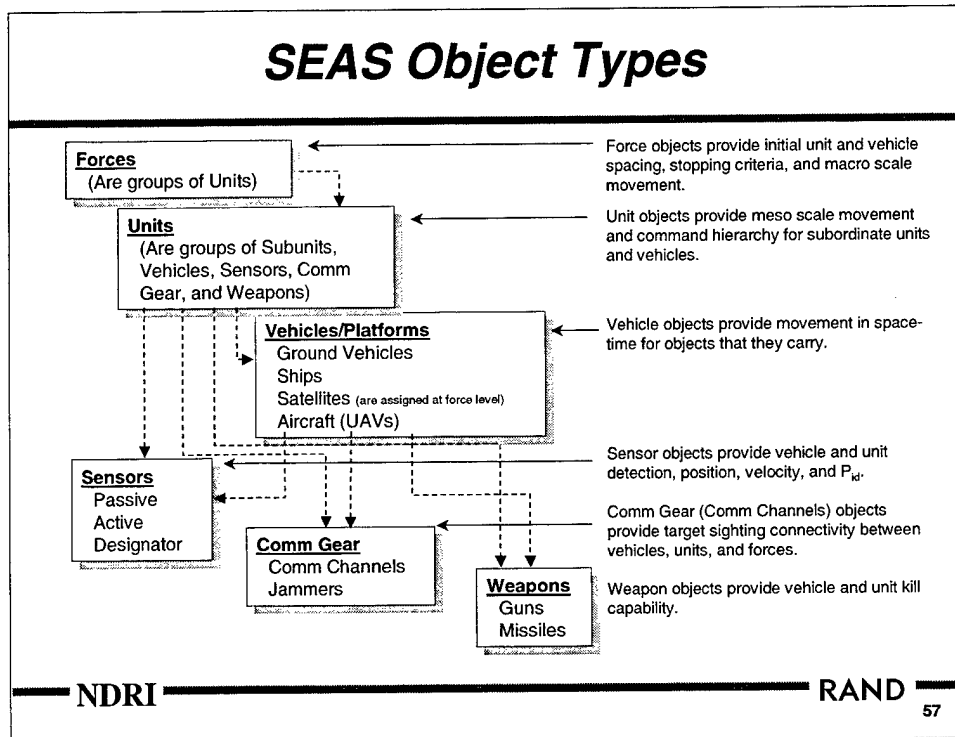 SEAS Object Types
Forces
(Are groups of Units)
Force objects provide initial unit and vehicle
spacing, stopping criteria, and macro scale
movement.
Units
(Are groups of Subunits,
Vehicles, Sensors, Comm
Gear, and Weapons)
Unit objects provide meso scale movement
and command hierarchy for subordinate units
and vehicles.
Vehicles/Platforms
Ground Vehicles
Ships
Satellites (are assigned at force level)
Aircraft (UAVs)
Vehicle objects provide movement in space-
time for objects that they carry.
Sensors
Passive
Active
Designator
Sensor objects provide vehicle and unit
detection, position, velocity, and Pid.
Comm Gear
Comm Channels
Jammers
Comm Gear (Comm Channels) objects
provide target sighting connectivity between
vehicles, units, and forces.
Weapons
Guns
Missiles
Weapon objects provide vehicle and unit kill
capability.
NDRI
RAND
57